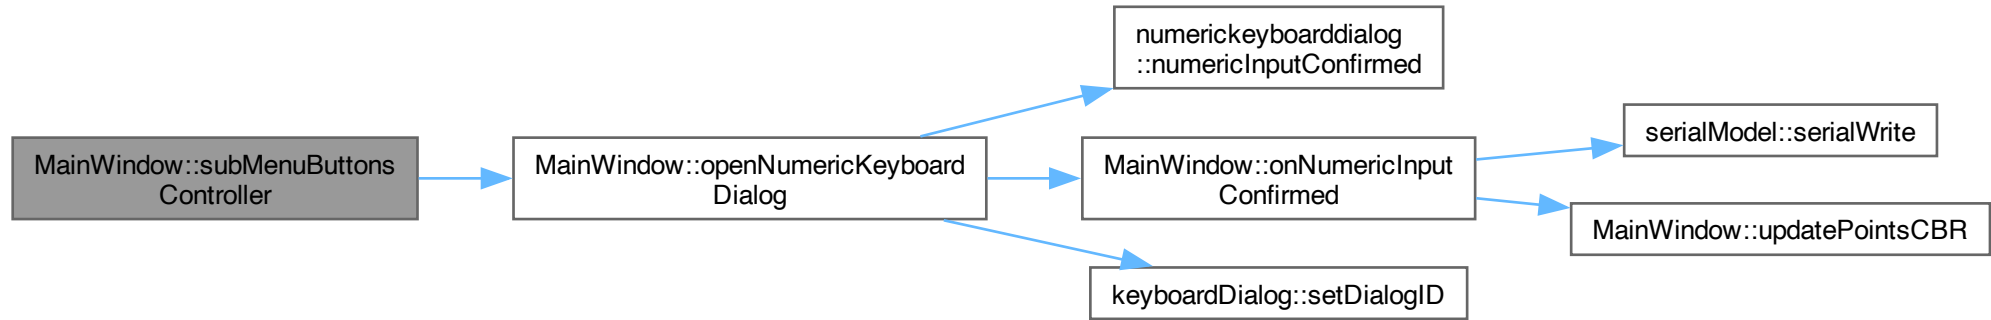 MainWindow::subMenuButtons
Controller
MainWindow::openNumericKeyboard
Dialog
numerickeyboarddialog
::numericInputConfirmed
MainWindow::onNumericInput
Confirmed
keyboardDialog::setDialogID
serialModel::serialWrite
MainWindow::updatePointsCBR